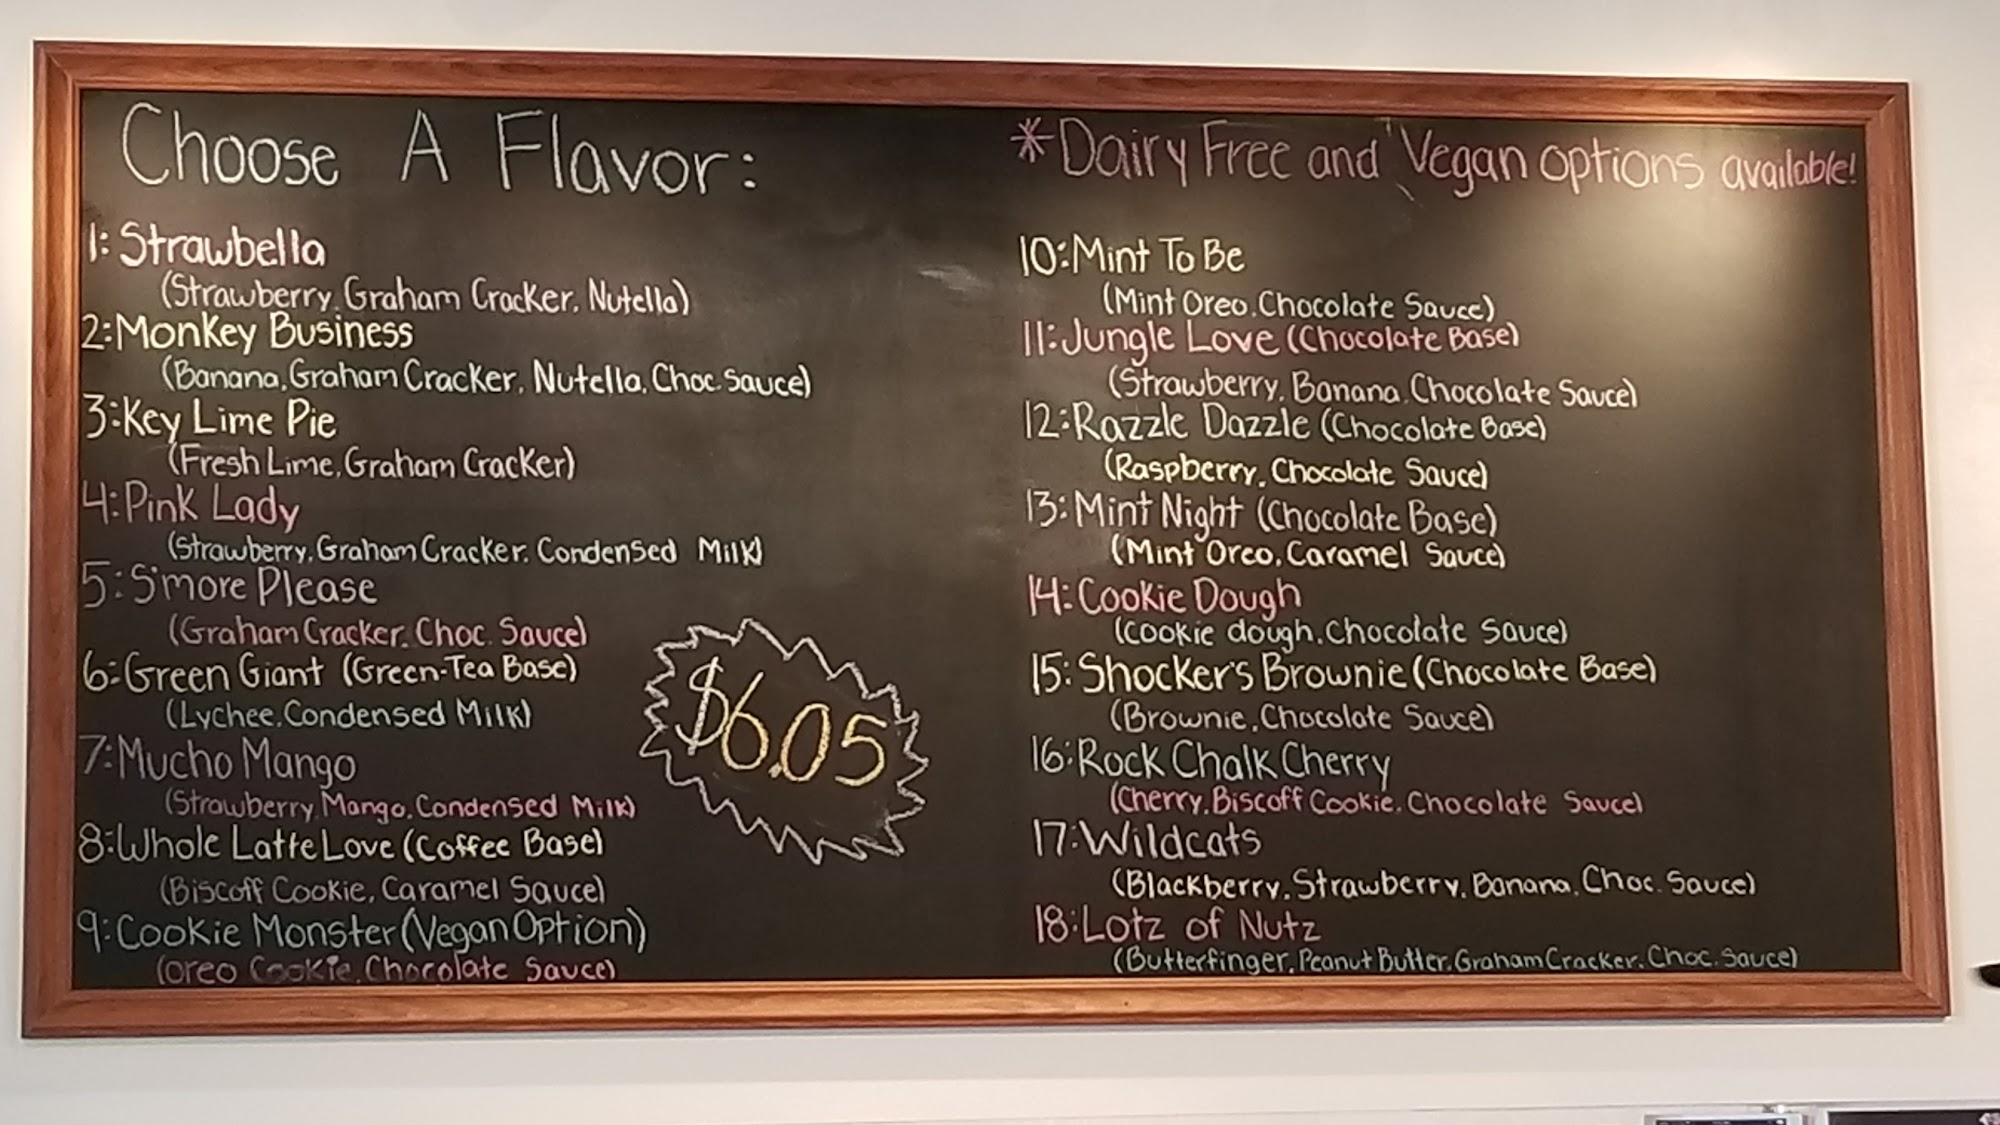 Choose A Flavor:
1: Strawbella
(Strawberry, Graham Cracker, Nutella)
2: Monkey Business
(Banana, Graham Cracker, Nutella, Choc. Sauce)
3: Key Lime Pie
(Fresh Lime, Graham Cracker)
4: Pink Lady
(Strawberry, Graham Cracker, Condensed Milk)
5: S'more Please
(Graham Cracker, Choc. Sauce)
6: Green Giant (Green-Tea Base)
(Lychee, Condensed Milk)
7: Mucho Mango
(Strawberry, Mango, Condensed Milk)
8: Whole Latte Love (Coffee Base)
(Biscoff Cookie, Caramel Sauce)
9: Cookie Monster (Vegan Option)
(Oreo Cookie, Chocolate Sauce)
$6.05
*Dairy Free and Vegan options available!
10: Mint To Be
(Mint Oreo, Chocolate Sauce)
11: Jungle Love (Chocolate Base)
(Strawberry, Banana, Chocolate Sauce)
12: Razzle Dazzle (Chocolate Base)
(Raspberry, Chocolate Sauce)
13: Mint Night (Chocolate Base)
(Mint Oreo, Caramel Sauce)
14: Cookie Dough
(cookie dough, Chocolate Sauce)
15: Shocker's Brownie (Chocolate Base)
(Brownie, Chocolate Sauce)
16: Rock Chalk Cherry
(Cherry, Biscoff Cookie, Chocolate Sauce)
17: Wildcats
(Blackberry, Strawberry, Banana, Choc. Sauce)
18: Lotz of Nutz
(Butterfinger, Peanut Butter, Graham Cracker, Choc. Sauce)